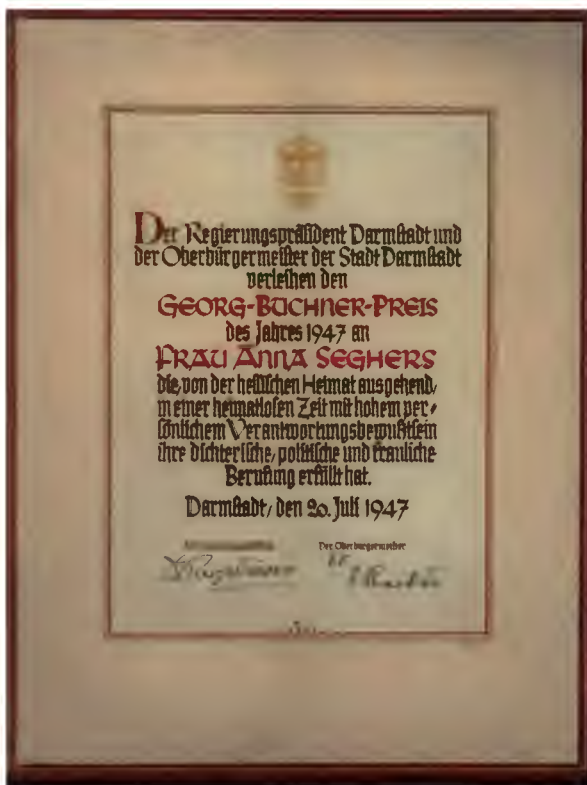 Der Regierungspräsident Darmstadt und
der Oberbürgermeister der Stadt Darmstadt
verleihen den
GEORG-BÜCHNER-PREIS
des Jahres 1947 an
FRAU ANNA SEGHERS
die, von der hessischen Heimat ausgehend,
in einer heimatlosen Zeit mit hohem per-
sönlichem Verantwortungsbewußtsein
ihre dichterische, politische und frauliche
Berufung erfüllt hat.
Darmstadt, den 20. Juli 1947
Der Oberbürgermeister